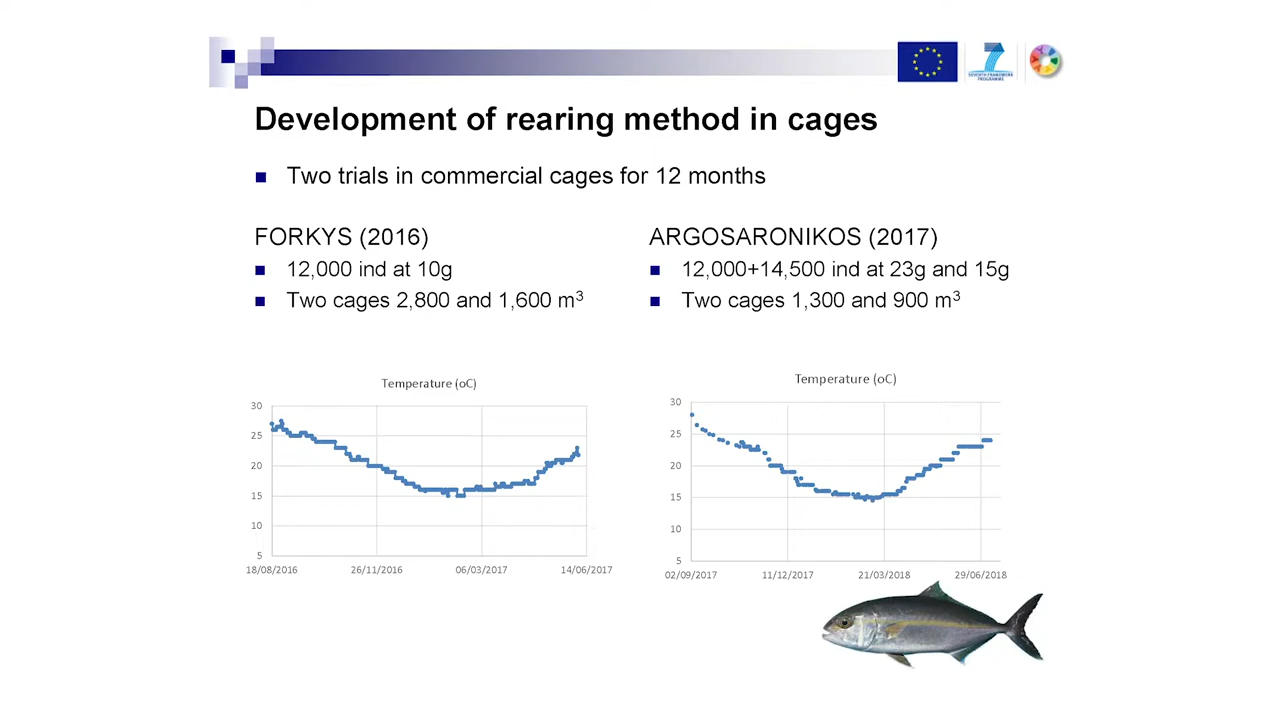 SEVENTH FRAMEWORK
PROGRAMME
Development of rearing method in cages
Two trials in commercial cages for 12 months
FORKYS (2016)
12,000 ind at 10g
Two cages 2,800 and 1,600 m³
ARGOSARONIKOS (2017)
12,000+14,500 ind at 23g and 15g
Two cages 1,300 and 900 m³
Temperature (oC)
30
25
20
15
10
5
18/08/2016 26/11/2016 06/03/2017 14/06/2017
Temperature (oC)
30
25
20
15
10
5
02/09/2017 11/12/2017 21/03/2018 29/06/2018